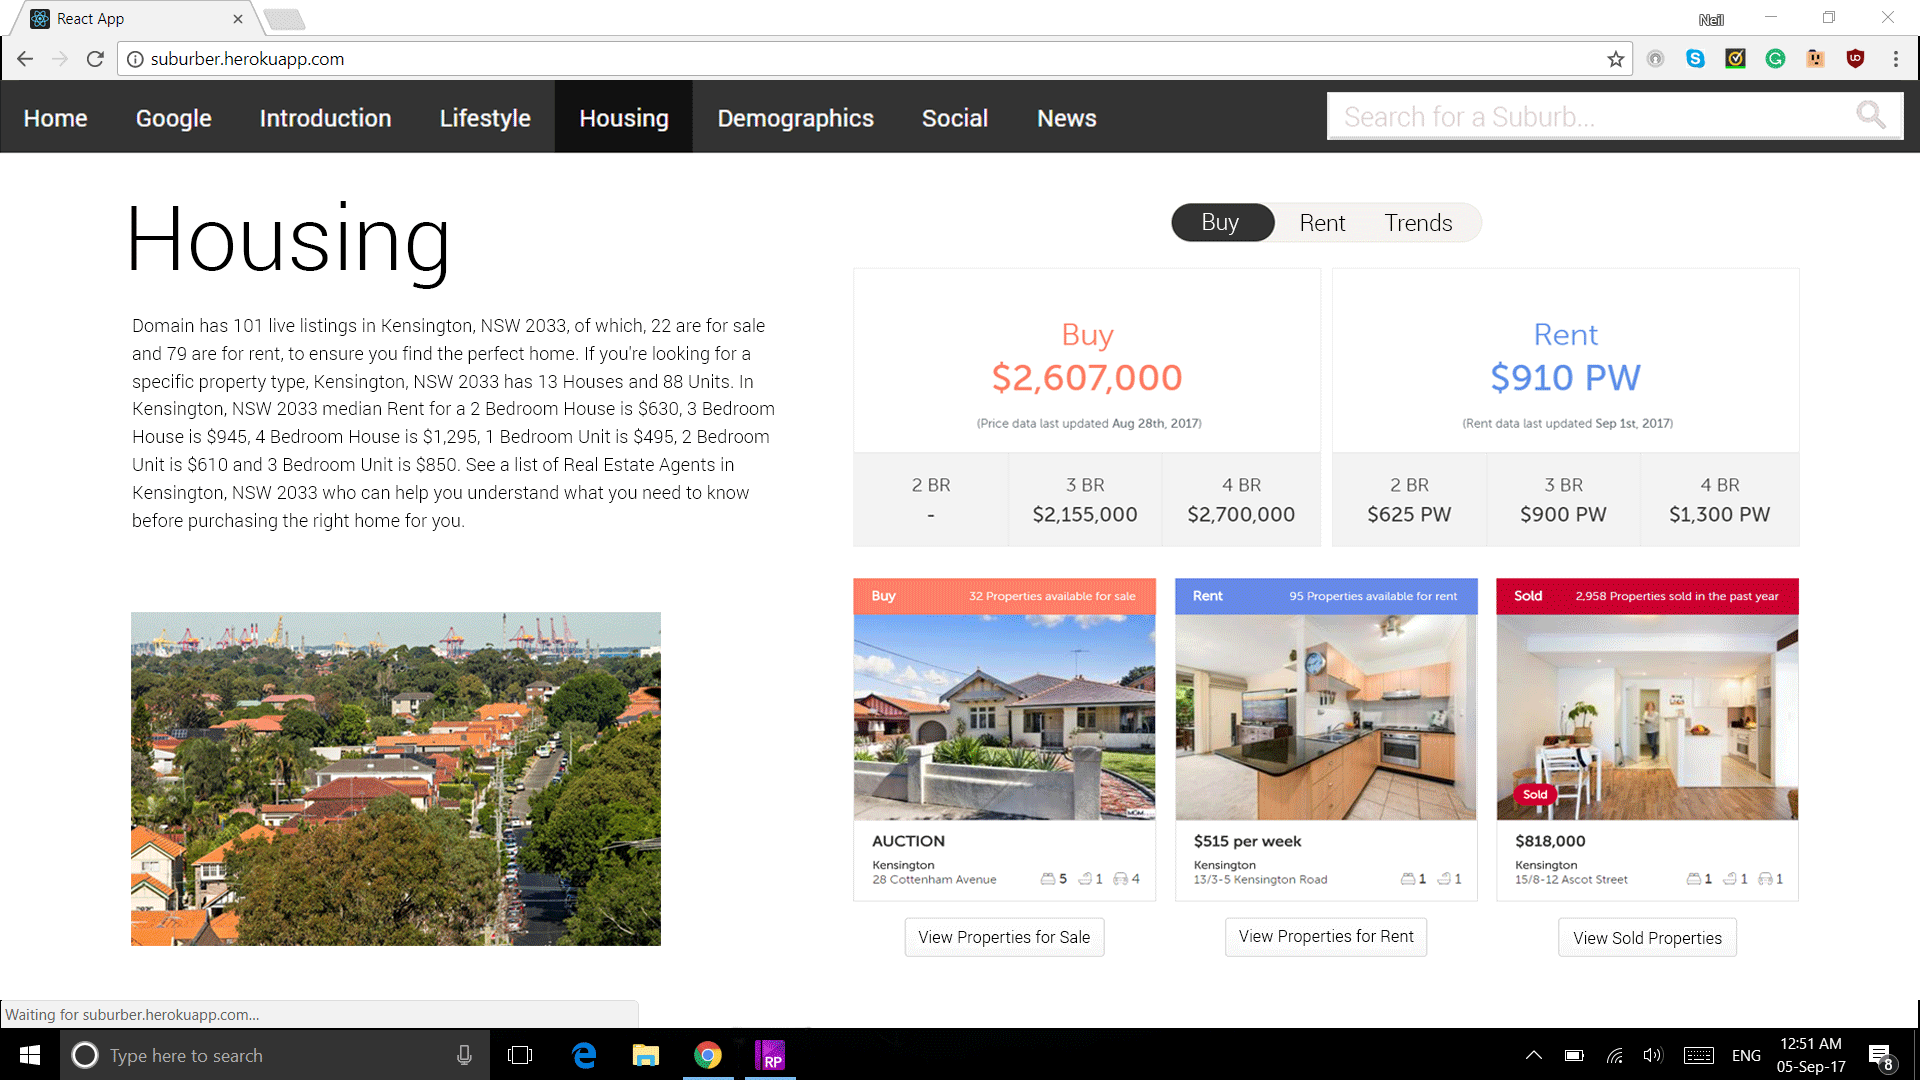 React App
Neil
suburber.herokuapp.com
Home Google Introduction Lifestyle Housing Demographics Social News Search for a Suburb...
Housing
Domain has 101 live listings in Kensington, NSW 2033, of which, 22 are for sale
and 79 are for rent, to ensure you find the perfect home. If you're looking for a
specific property type, Kensington, NSW 2033 has 13 Houses and 88 Units. In
Kensington, NSW 2033 median Rent for a 2 Bedroom House is $630, 3 Bedroom
House is $945, 4 Bedroom House is $1,295, 1 Bedroom Unit is $495, 2 Bedroom
Unit is $610 and 3 Bedroom Unit is $850. See a list of Real Estate Agents in
Kensington, NSW 2033 who can help you understand what you need to know
before purchasing the right home for you.
Buy Rent Trends
Buy
$2,607,000
(Price data last updated Aug 28th, 2017)
2 BR 3 BR 4 BR
- $2,155,000 $2,700,000
Rent
$910 PW
(Rent data last updated Sep 1st, 2017)
2 BR 3 BR 4 BR
$625 PW $900 PW $1,300 PW
Buy 32 Properties available for sale
AUCTION
Kensington
28 Cottenham Avenue 5 1 4
View Properties for Sale
Rent 95 Properties available for rent
$515 per week
Kensington
13/3-5 Kensington Road 1 1
View Properties for Rent
Sold 2,958 Properties sold in the past year
Sold
$818,000
Kensington
15/8-12 Ascot Street 1 1 1
View Sold Properties
Waiting for suburber.herokuapp.com...
Type here to search
RP
ENG
12:51 AM
05-Sep-17
8